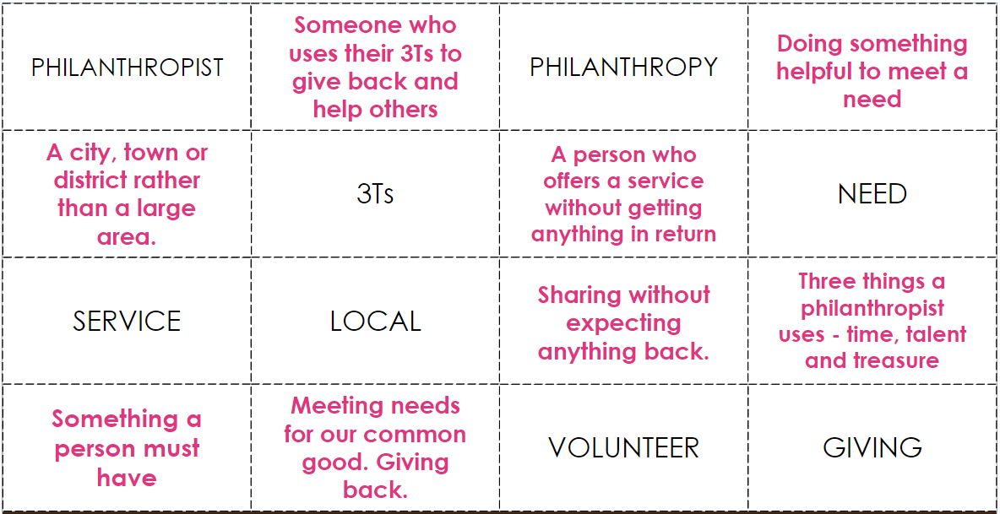 PHILANTHROPIST
Someone who
uses their 3Ts to
give back and
help others
PHILANTHROPY
Doing something
helpful to meet a
need
A city, town or
district rather
than a large
area.
3Ts
A person who
offers a service
without getting
anything in return
NEED
SERVICE
LOCAL
Sharing without
expecting
anything back.
Three things a
philanthropist
uses - time, talent
and treasure
Something a
person must
have
Meeting needs
for our common
good. Giving
back.
VOLUNTEER
GIVING